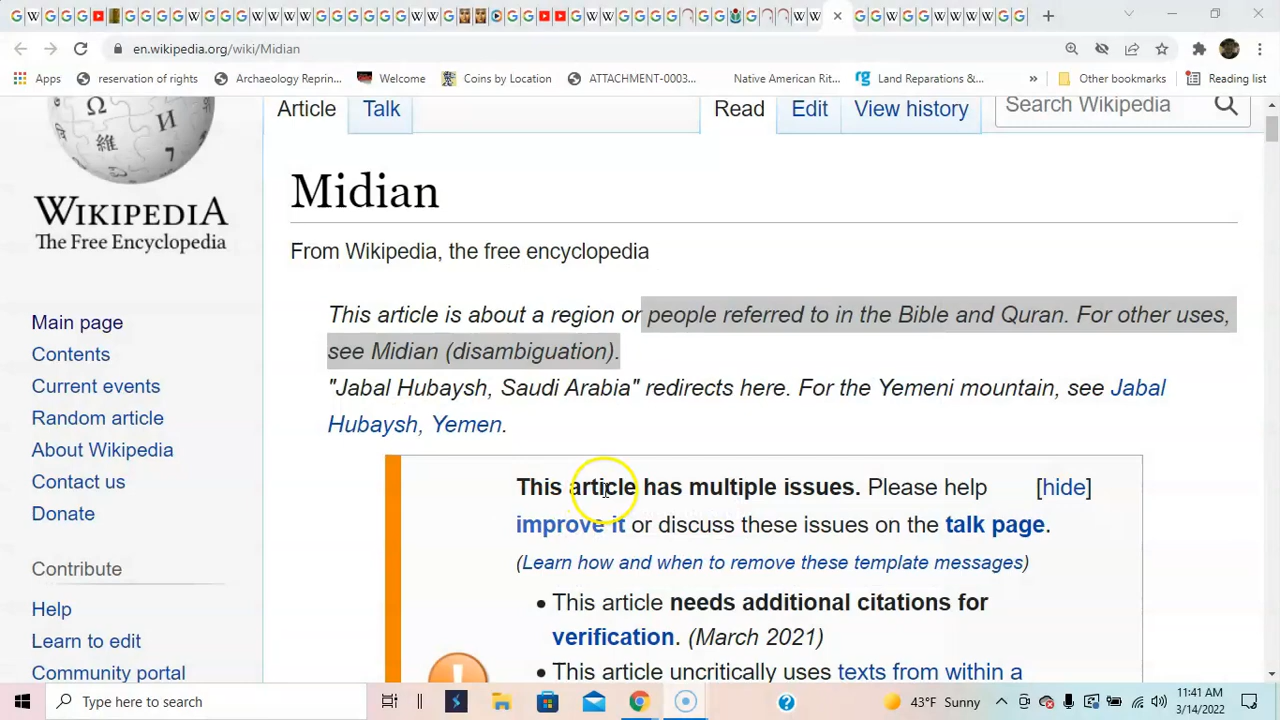 en.wikipedia.org/wiki/Midian
Apps
reservation of rights
Archaeology Reprin...
Welcome
Coins by Location
ATTACHMENT-0003...
Native American Rit...
Land Reparations &...
»
Other bookmarks
Reading list
WIKIPEDIA
The Free Encyclopedia
Main page
Contents
Current events
Random article
About Wikipedia
Contact us
Donate
Contribute
Help
Learn to edit
Community portal
Article
Talk
Read
Edit
View history
Search Wikipedia
Midian
From Wikipedia, the free encyclopedia
This article is about a region or people referred to in the Bible and Quran. For other uses,
see Midian (disambiguation).
"Jabal Hubaysh, Saudi Arabia" redirects here. For the Yemeni mountain, see Jabal
Hubaysh, Yemen.
This article has multiple issues. Please help [hide]
improve it or discuss these issues on the talk page.
(Learn how and when to remove these template messages)
• This article needs additional citations for
verification. (March 2021)
• This article uncritically uses texts from within a
Type here to search
43°F Sunny
11:41 AM
3/14/2022